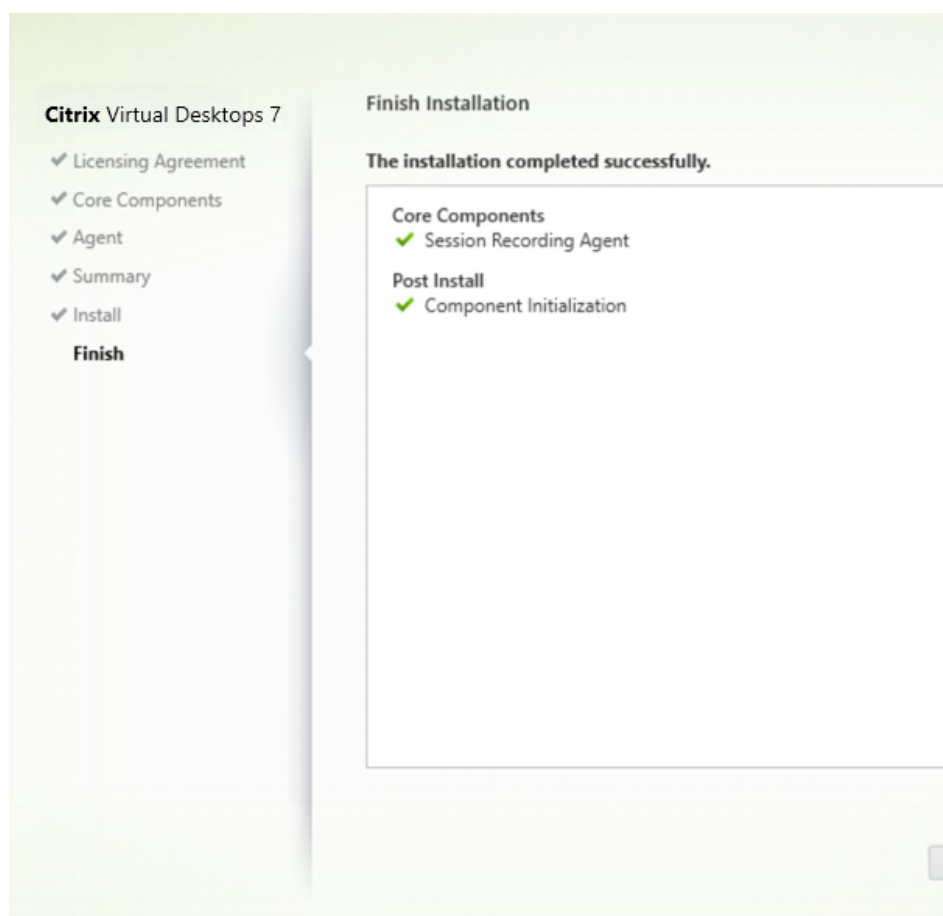 Citrix Virtual Desktops 7
Licensing Agreement
Core Components
Agent
Summary
Install
Finish
Finish Installation
The installation completed successfully.
Core Components
Session Recording Agent
Post Install
Component Initialization